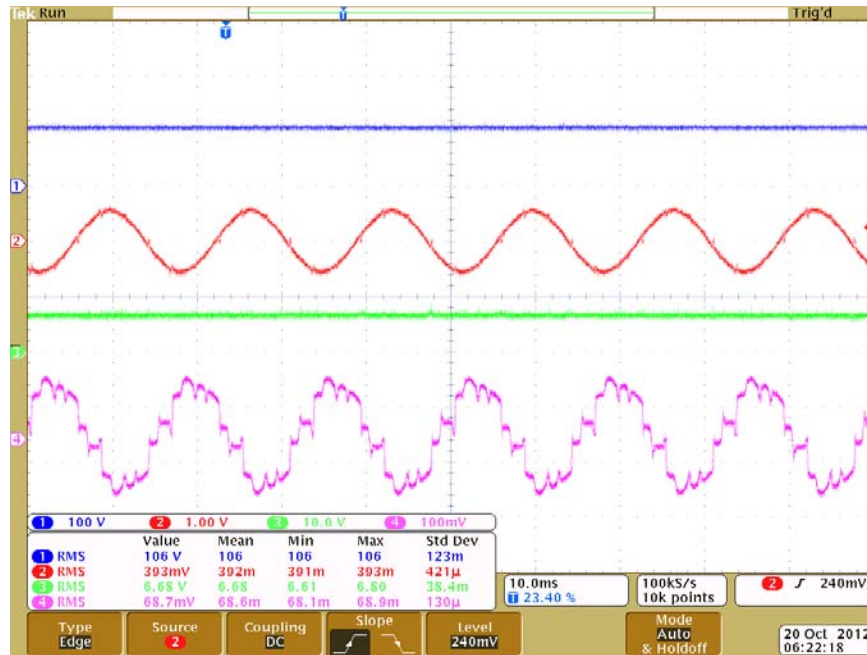 Tek Run Trig'd
T
T
1
2
3
4
1 100 V 2 1.00 V 3 10.0 V 4 100mV
Value Mean Min Max Std Dev
1 RMS 106 V 106 106 106 123m
2 RMS 393mV 392m 391m 393m 421µ
3 RMS 6.68 V 6.68 6.61 6.80 38.4m
4 RMS 68.7mV 68.6m 68.1m 68.9m 130µ
10.0ms 100kS/s 2 240mV
T 23.40 % 10k points
Type Source Coupling Slope Level Mode
Edge 2 DC 240mV Auto
& Holdoff
20 Oct 2012
06:22:18